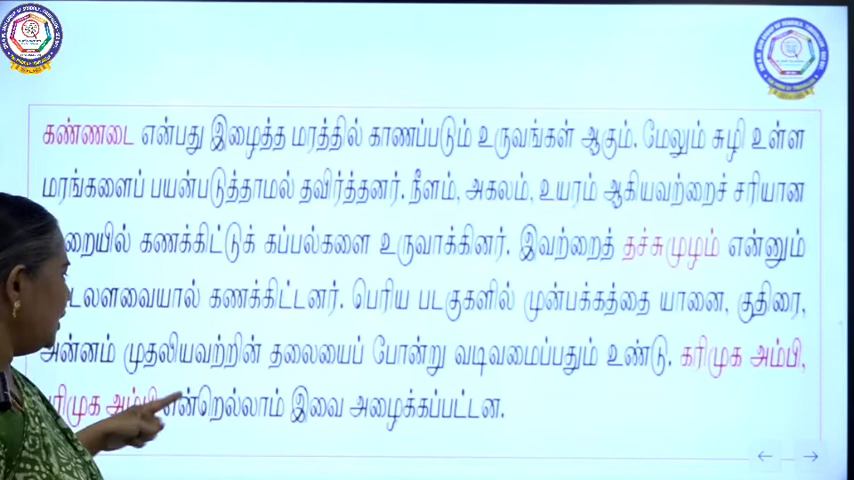 கண்ணடை என்பது இழைத்த மரத்தில் காணப்படும் உருவங்கள் ஆகும். மேலும் சுழி உள்ள
மரங்களைப் பயன்படுத்தாமல் தவிர்த்தனர். நீளம், அகலம், உயரம் ஆகியவற்றைச் சரியான
றையில் கணக்கிட்டுக் கப்பல்களை உருவாக்கினர். இவற்றைத் தச்சுமுழம் என்னும்
டலளவையால் கணக்கிட்டனர். பெரிய படகுகளில் முன்பக்கத்தை யானை, குதிரை,
அன்னம் முதலியவற்றின் தலையைப் போன்று வடிவமைப்பதும் உண்டு. கரிமுக அம்பி,
ரிமுக அம்பி என்றெல்லாம் இவை அழைக்கப்பட்டன.